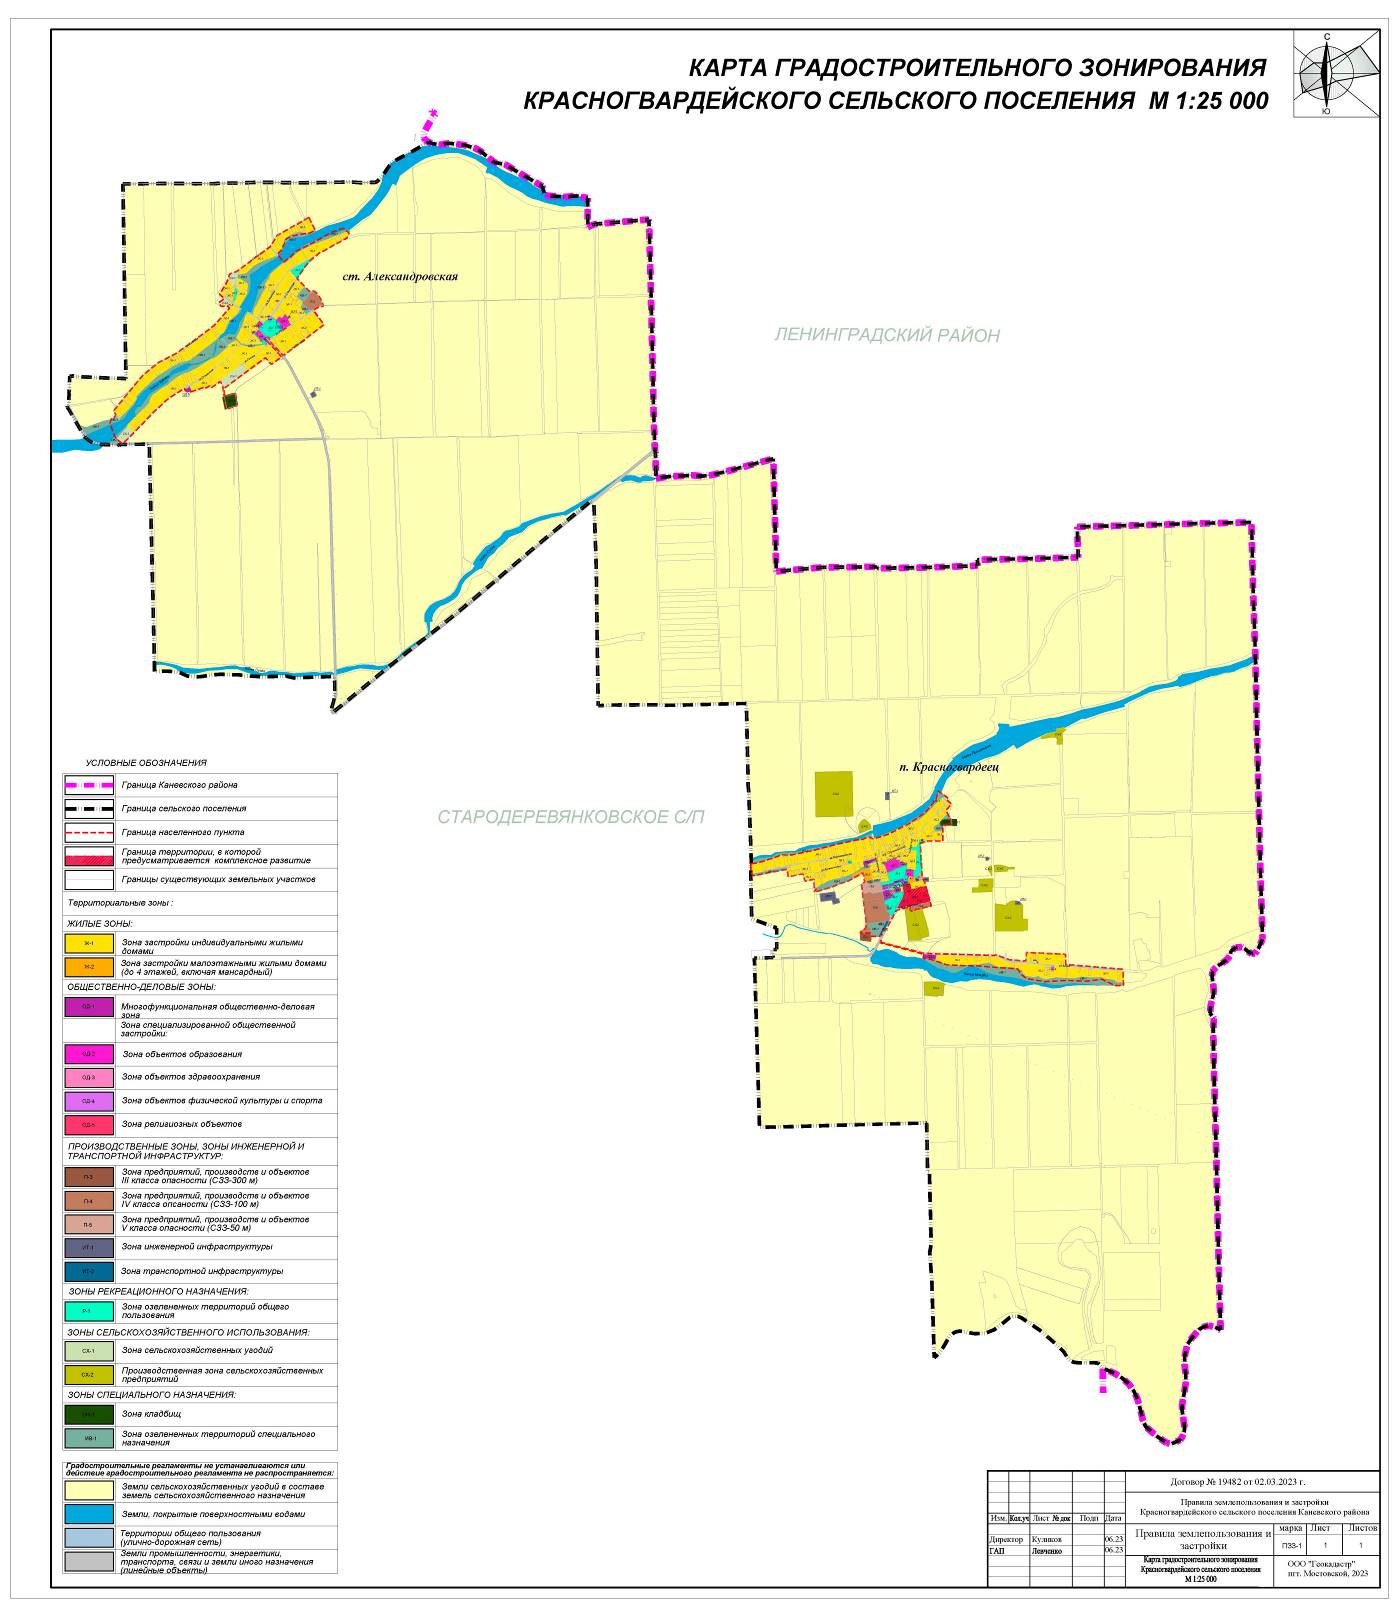 КАРТА ГРАДОСТРОИТЕЛЬНОГО ЗОНИРОВАНИЯ
КРАСНОГВАРДЕЙСКОГО СЕЛЬСКОГО ПОСЕЛЕНИЯ М 1:25 000
С
Ю
ст. Александровская
ЛЕНИНГРАДСКИЙ РАЙОН
п. Красногвардеец
СТАРОДЕРЕВЯНКОВСКОЕ С/П
УСЛОВНЫЕ ОБОЗНАЧЕНИЯ
Граница Каневского района
Граница сельского поселения
Граница населенного пункта
Граница территории, в которой
предусматривается комплексное развитие
Границы существующих земельных участков
Территориальные зоны :
ЖИЛЫЕ ЗОНЫ:
Ж-1
Зона застройки индивидуальными жилыми
домами
Ж-2
Зона застройки малоэтажными жилыми домами
(до 4 этажей, включая мансардный)
ОБЩЕСТВЕННО-ДЕЛОВЫЕ ЗОНЫ:
ОД-1
Многофункциональная общественно-деловая
зона
Зона специализированной общественной
застройки:
ОД-2
Зона объектов образования
ОД-3
Зона объектов здравоохранения
ОД-4
Зона объектов физической культуры и спорта
ОД-5
Зона религиозных объектов
ПРОИЗВОДСТВЕННЫЕ ЗОНЫ, ЗОНЫ ИНЖЕНЕРНОЙ И
ТРАНСПОРТНОЙ ИНФРАСТРУКТУР:
П-3
Зона предприятий, производств и объектов
III класса опасности (СЗЗ-300 м)
П-4
Зона предприятий, производств и объектов
IV класса опсаности (СЗЗ-100 м)
П-5
Зона предприятий, производств и объектов
V класса опасности (СЗЗ-50 м)
ИТ-1
Зона инженерной инфраструктуры
ИТ-2
Зона транспортной инфраструктуры
ЗОНЫ РЕКРЕАЦИОННОГО НАЗНАЧЕНИЯ:
Р-1
Зона озелененных территорий общего
пользования
ЗОНЫ СЕЛЬСКОХОЗЯЙСТВЕННОГО ИСПОЛЬЗОВАНИЯ:
СХ-1
Зона сельскохозяйственных угодий
СХ-2
Производственная зона сельскохозяйственных
предприятий
ЗОНЫ СПЕЦИАЛЬНОГО НАЗНАЧЕНИЯ:
Зона кладбищ
ИВ-1
Зона озелененных территорий специального
назначения
Градостроительные регламенты не устанавливаются или
действие градостроительного регламента не распространяется:
Земли сельскохозяйственных угодий в составе
земель сельскохозяйственного назначения
Земли, покрытые поверхностными водами
Территории общего пользования
(улично-дорожная сеть)
Земли промышленности, энергетики,
транспорта, связи и земли иного назначения
(линейные объекты)
Договор № 19482 от 02.03.2023 г.
Правила землепользования и застройки
Красногвардейского сельского поселения Каневского района
Изм. Кол.уч Лист № док Подп Дата
Директор Куликов 06.23
ГАП Левченко 06.23
Правила землепользования и
застройки
марка Лист Листов
ПЗЗ-1 1 1
Карта градостроительного зонирования
Красногвардейского сельского поселения
М 1:25 000
ООО "Геокадастр"
пгт. Мостовской, 2023